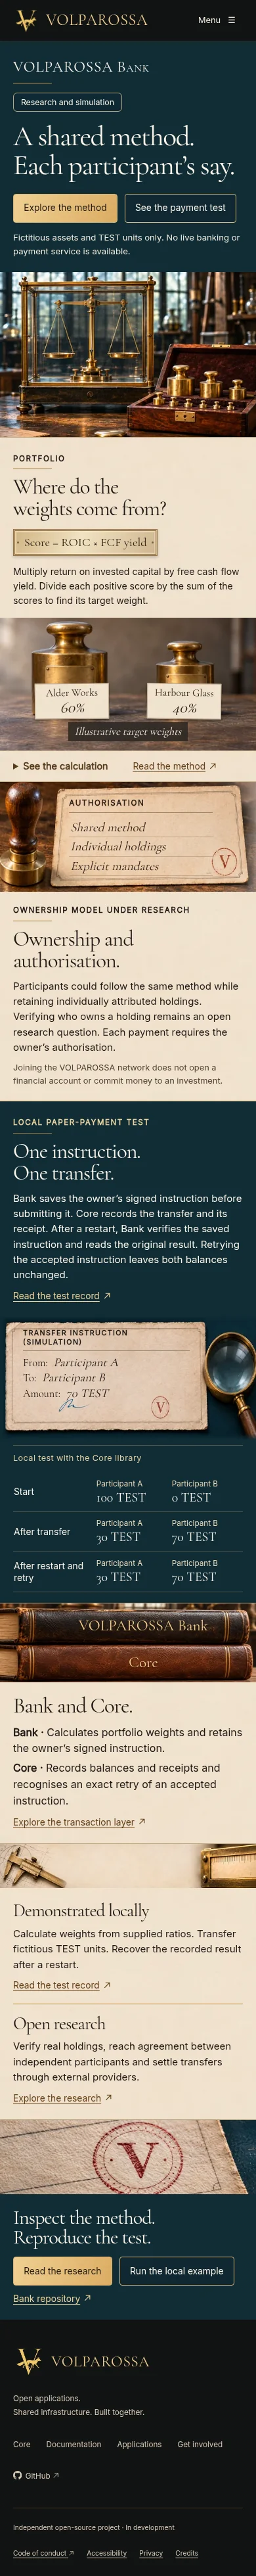 VOLPAROSSA
Menu ☰
VOLPAROSSA Bank
Research and simulation
A shared method.
Each participant’s say.
Explore the method
See the payment test
Fictitious assets and TEST units only. No live banking or
payment service is available.
PORTFOLIO
Where do the
weights come from?
Score = ROIC × FCF yield
Multiply return on invested capital by free cash flow
yield. Divide each positive score by the sum of the
scores to find its target weight.
Alder Works
60%
Harbour Glass
40%
Illustrative target weights
▶ See the calculation
Read the method ↗
AUTHORISATION
Shared method
Individual holdings
Explicit mandates
V
OWNERSHIP MODEL UNDER RESEARCH
Ownership and
authorisation.
Participants could follow the same method while
retaining individually attributed holdings.
Verifying who owns a holding remains an open
research question. Each payment requires the
owner’s authorisation.
Joining the VOLPAROSSA network does not open a
financial account or commit money to an investment.
LOCAL PAPER-PAYMENT TEST
One instruction.
One transfer.
Bank saves the owner’s signed instruction before
submitting it. Core records the transfer and its
receipt. After a restart, Bank verifies the saved
instruction and reads the original result. Retrying
the accepted instruction leaves both balances
unchanged.
Read the test record ↗
TRANSFER INSTRUCTION
(SIMULATION)
From: Participant A
To: Participant B
Amount: 70 TEST
V
Local test with the Core library
Start
Participant A
100 TEST
Participant B
0 TEST
After transfer
Participant A
30 TEST
Participant B
70 TEST
After restart and
retry
Participant A
30 TEST
Participant B
70 TEST
VOLPAROSSA Bank
Core
Bank and Core.
Bank · Calculates portfolio weights and retains
the owner’s signed instruction.
Core · Records balances and receipts and
recognises an exact retry of an accepted
instruction.
Explore the transaction layer ↗
Demonstrated locally
Calculate weights from supplied ratios. Transfer
fictitious TEST units. Recover the recorded result
after a restart.
Read the test record ↗
Open research
Verify real holdings, reach agreement between
independent participants and settle transfers
through external providers.
Explore the research ↗
V
Inspect the method.
Reproduce the test.
Read the research
Run the local example
Bank repository ↗
VOLPAROSSA
Open applications.
Shared infrastructure. Built together.
Core
Documentation
Applications
Get involved
GitHub ↗
Independent open-source project · In development
Code of conduct ↗
Accessibility
Privacy
Credits